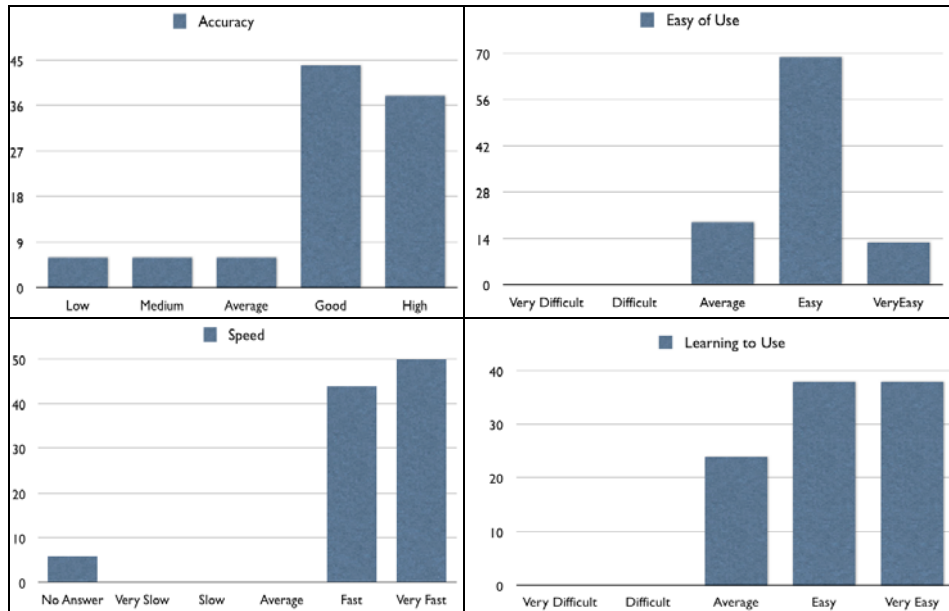 Accuracy
45
36
27
18
9
0
Low Medium Average Good High
Easy of Use
70
56
42
28
14
0
Very Difficult Difficult Average Easy VeryEasy
Speed
50
40
30
20
10
0
No Answer Very Slow Slow Average Fast Very Fast
Learning to Use
40
30
20
10
0
Very Difficult Difficult Average Easy Very Easy